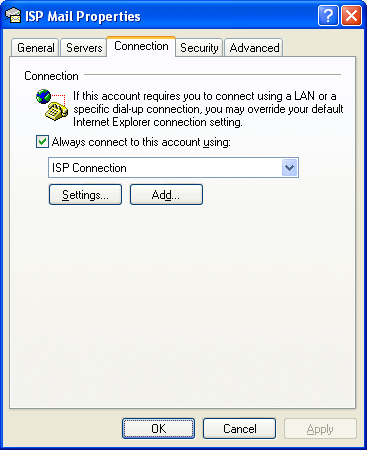 ISP Mail Properties
General Servers Connection Security Advanced
Connection
If this account requires you to connect using a LAN or a
specific dial-up connection, you may override your default
Internet Explorer connection setting.
Always connect to this account using:
ISP Connection
Settings... Add...
OK Cancel Apply